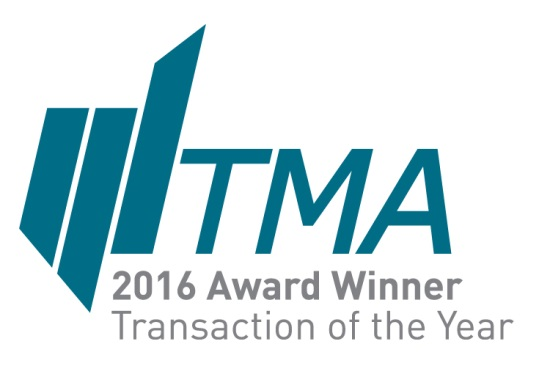 TMA
2016 Award Winner
Transaction of the Year